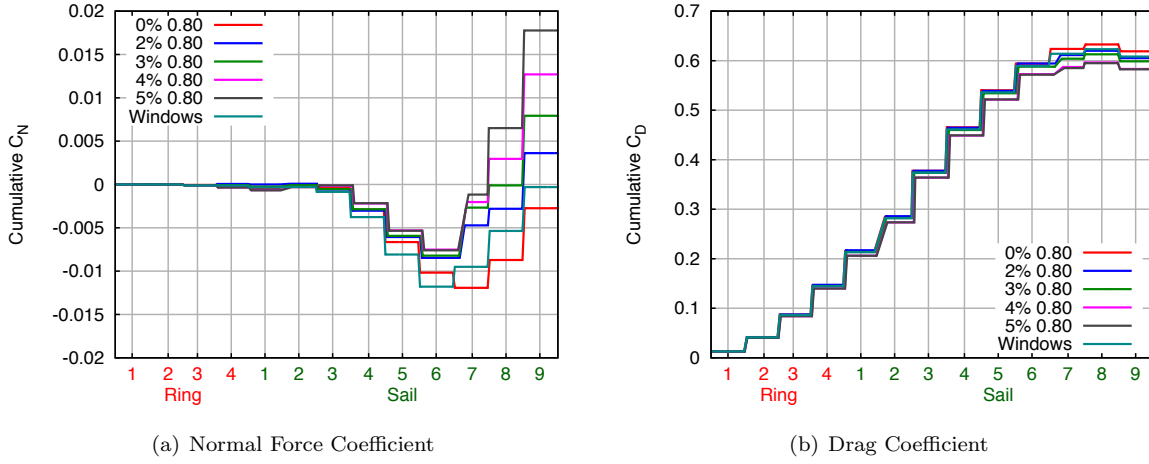 0.02
0.015
0.01
0.005
0
-0.005
-0.01
-0.015
-0.02
Cumulative C_N
0% 0.80
2% 0.80
3% 0.80
4% 0.80
5% 0.80
Windows
1 2 3 4 1 2 3 4 5 6 7 8 9
Ring Sail
(a) Normal Force Coefficient
0.7
0.6
0.5
0.4
0.3
0.2
0.1
0
Cumulative C_D
0% 0.80
2% 0.80
3% 0.80
4% 0.80
5% 0.80
Windows
1 2 3 4 1 2 3 4 5 6 7 8 9
Ring Sail
(b) Drag Coefficient